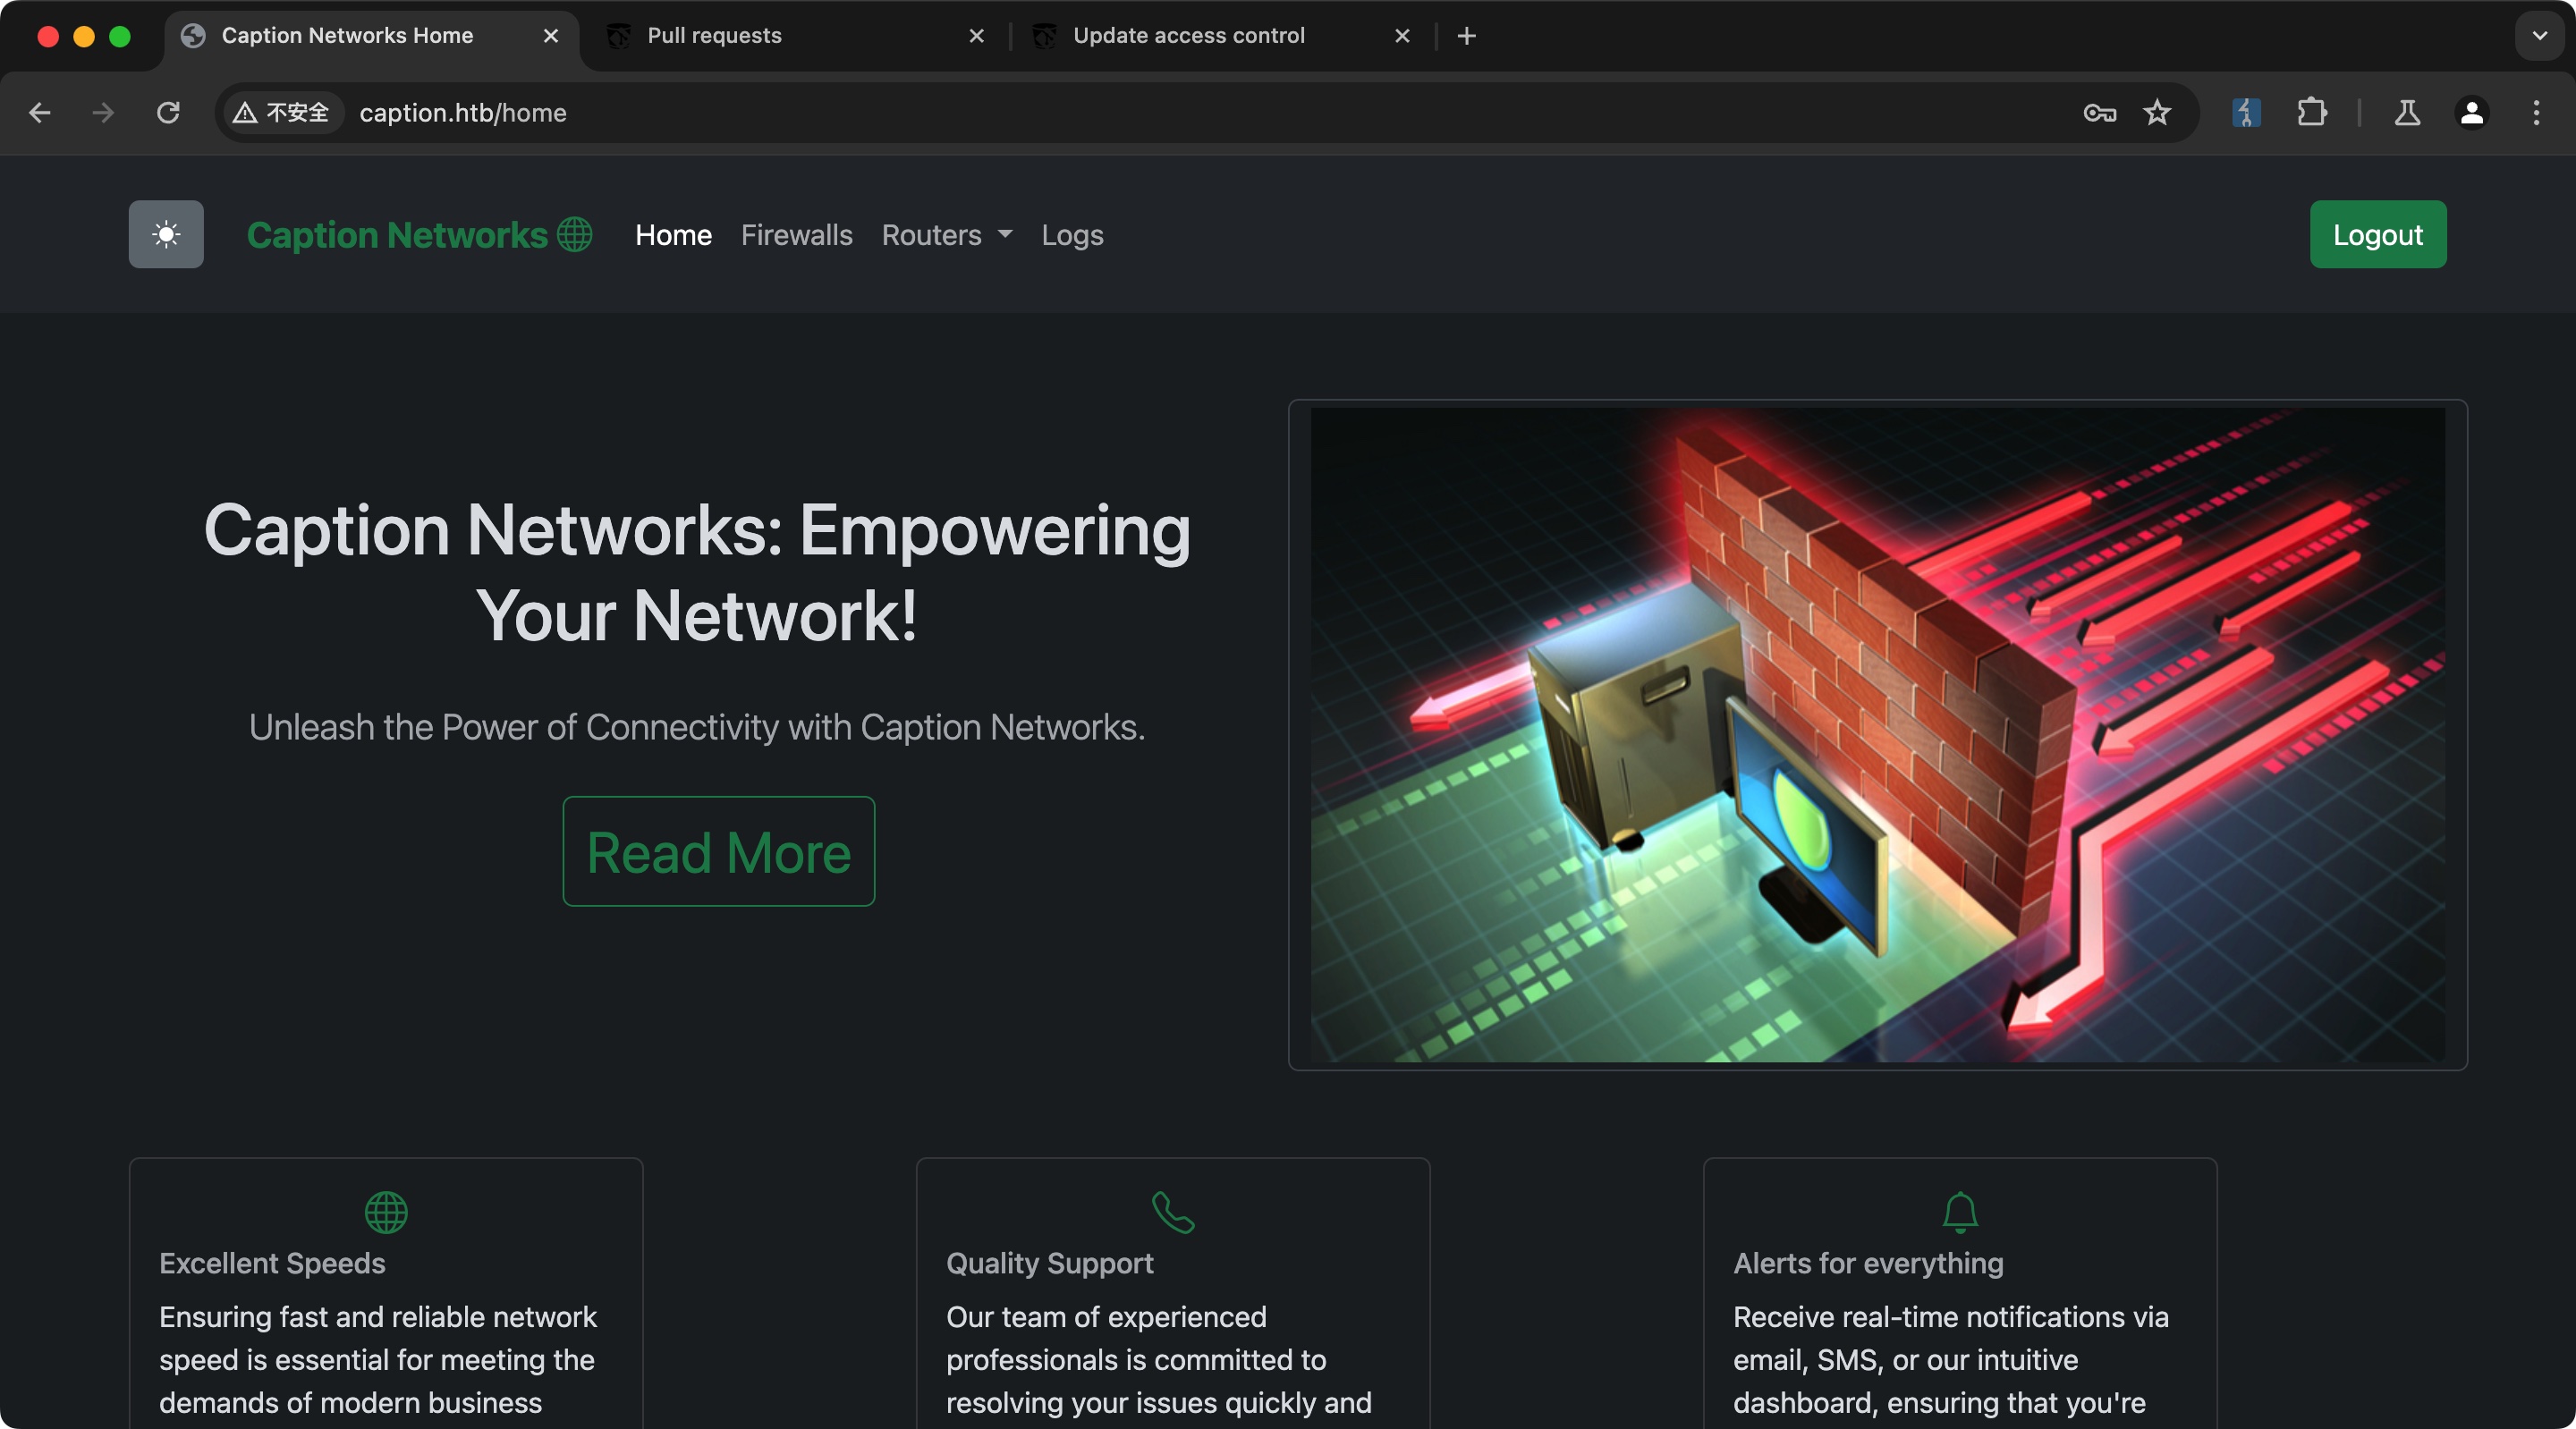 Caption Networks Home
Pull requests
Update access control
不安全
caption.htb/home
Caption Networks
Home
Firewalls
Routers
Logs
Logout
Caption Networks: Empowering
Your Network!
Unleash the Power of Connectivity with Caption Networks.
Read More
Excellent Speeds
Ensuring fast and reliable network
speed is essential for meeting the
demands of modern business
Quality Support
Our team of experienced
professionals is committed to
resolving your issues quickly and
Alerts for everything
Receive real-time notifications via
email, SMS, or our intuitive
dashboard, ensuring that you're